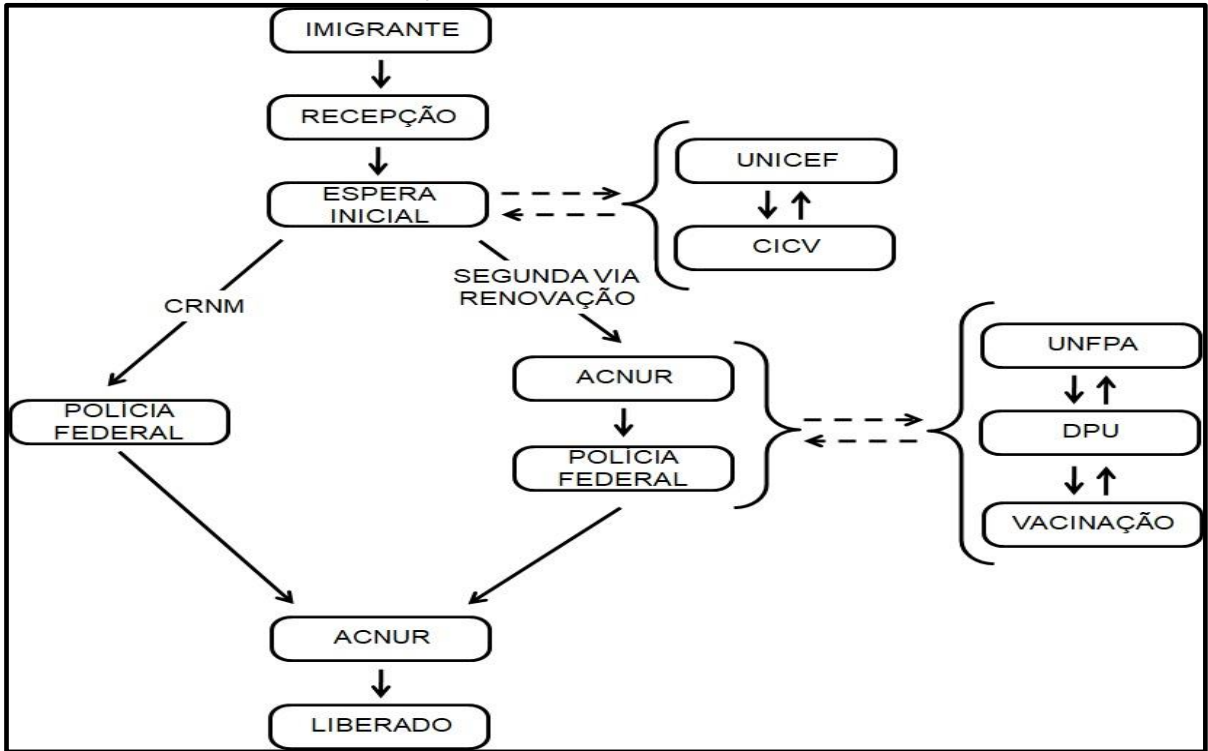 IMIGRANTE
RECEPÇÃO
ESPERA
INICIAL
UNICEF
CICV
CRNM
SEGUNDA VIA
RENOVAÇÃO
POLÍCIA
FEDERAL
ACNUR
POLÍCIA
FEDERAL
UNFPA
DPU
VACINAÇÃO
ACNUR
LIBERADO